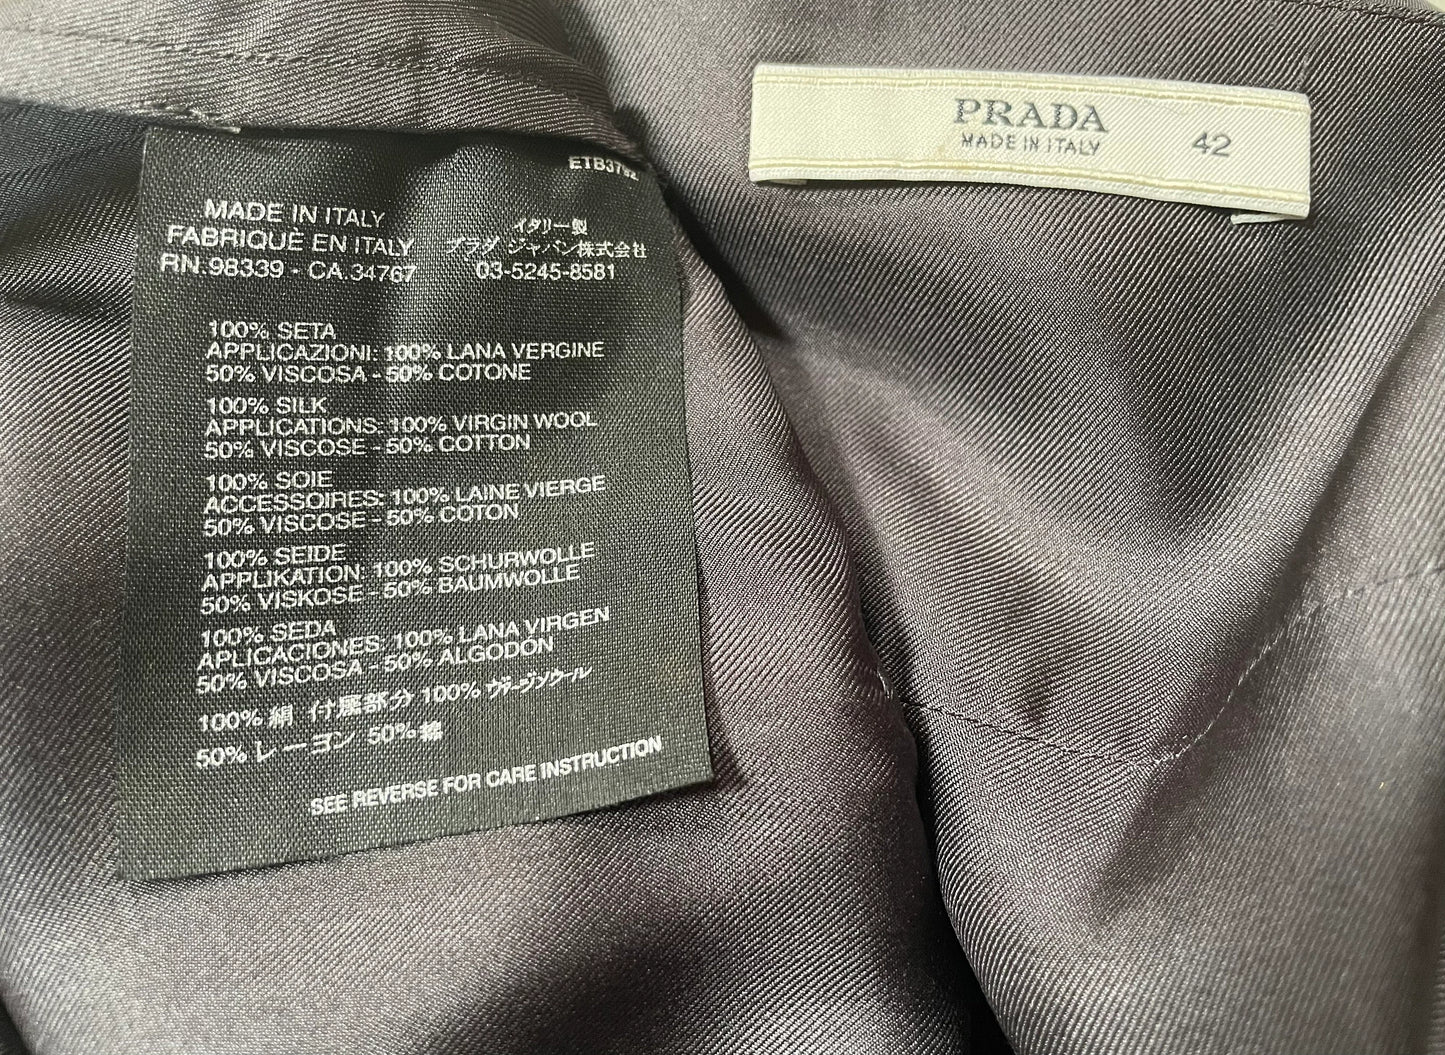 ETB3792
MADE IN ITALY
FABRIQUÈ EN ITALY
RN.98339 - CA.34767
イタリー製
プラダ ジャパン株式会社
03-5245-8581
100% SETA
APPLICAZIONI: 100% LANA VERGINE
50% VISCOSA - 50% COTONE
100% SILK
APPLICATIONS: 100% VIRGIN WOOL
50% VISCOSE - 50% COTTON
100% SOIE
ACCESSOIRES: 100% LAINE VIERGE
50% VISCOSE - 50% COTON
100% SEIDE
APPLIKATION: 100% SCHURWOLLE
50% VISKOSE - 50% BAUMWOLLE
100% SEDA
APLICACIONES: 100% LANA VIRGEN
50% VISCOSA - 50% ALGODÓN
100% 絹 付属部分 100% ヴァージンウール
50% レーヨン 50% 綿
SEE REVERSE FOR CARE INSTRUCTION
PRADA
MADE IN ITALY
42